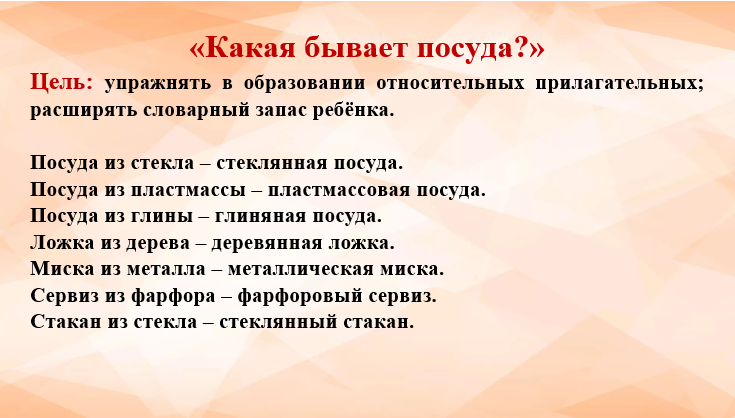 «Какая бывает посуда?»
Цель: упражнять в образовании относительных прилагательных;
расширять словарный запас ребёнка.
Посуда из стекла – стеклянная посуда.
Посуда из пластмассы – пластмассовая посуда.
Посуда из глины – глиняная посуда.
Ложка из дерева – деревянная ложка.
Миска из металла – металлическая миска.
Сервиз из фарфора – фарфоровый сервиз.
Стакан из стекла – стеклянный стакан.